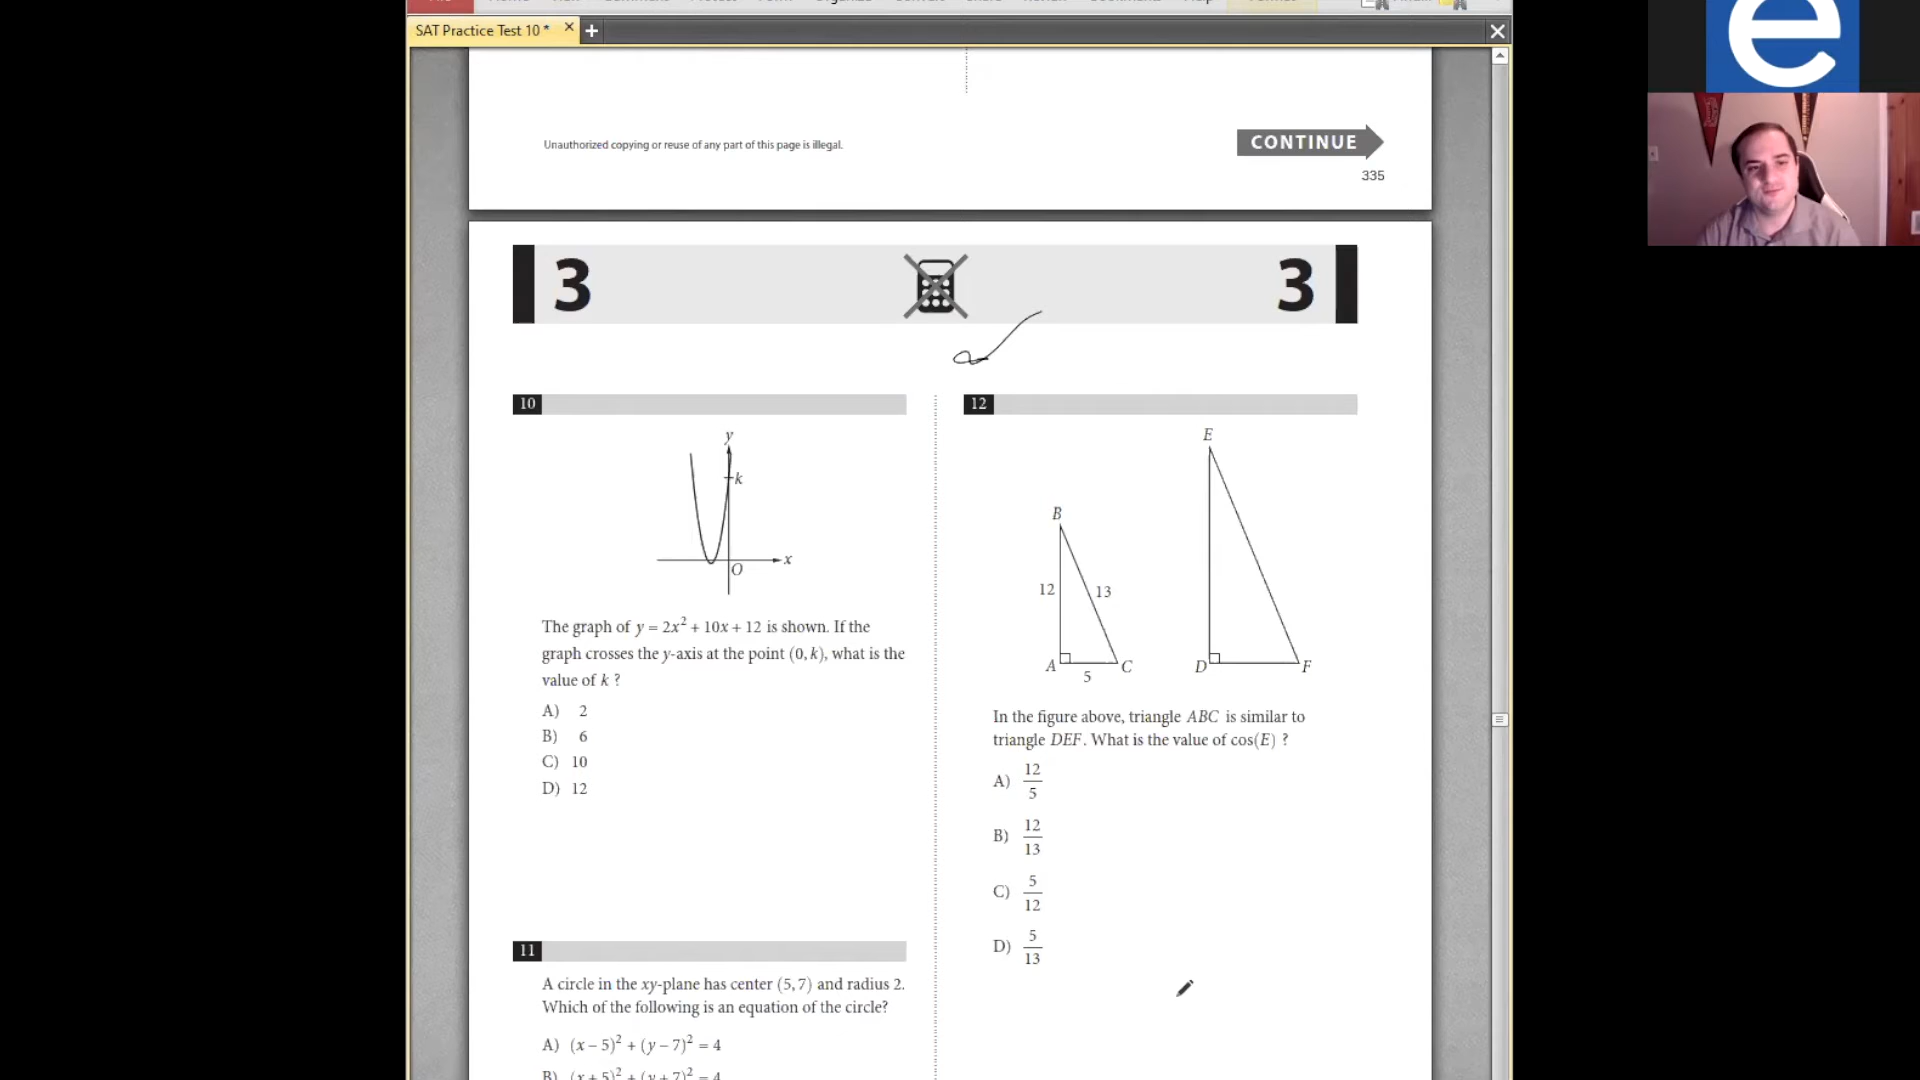 SAT Practice Test 10 *
Unauthorized copying or reuse of any part of this page is illegal.
CONTINUE
335
3
3
10
y
k
x
O
The graph of y = 2x² + 10x + 12 is shown. If the
graph crosses the y-axis at the point (0, k), what is the
value of k ?
A) 2
B) 6
C) 10
D) 12
11
A circle in the xy-plane has center (5, 7) and radius 2.
Which of the following is an equation of the circle?
A) (x – 5)² + (y – 7)² = 4
B) (x + 5)² + (y + 7)² = 4
12
E
B
12
13
A
C
D
F
5
In the figure above, triangle ABC is similar to
triangle DEF. What is the value of cos(E) ?
A) 12/5
B) 12/13
C) 5/12
D) 5/13
e